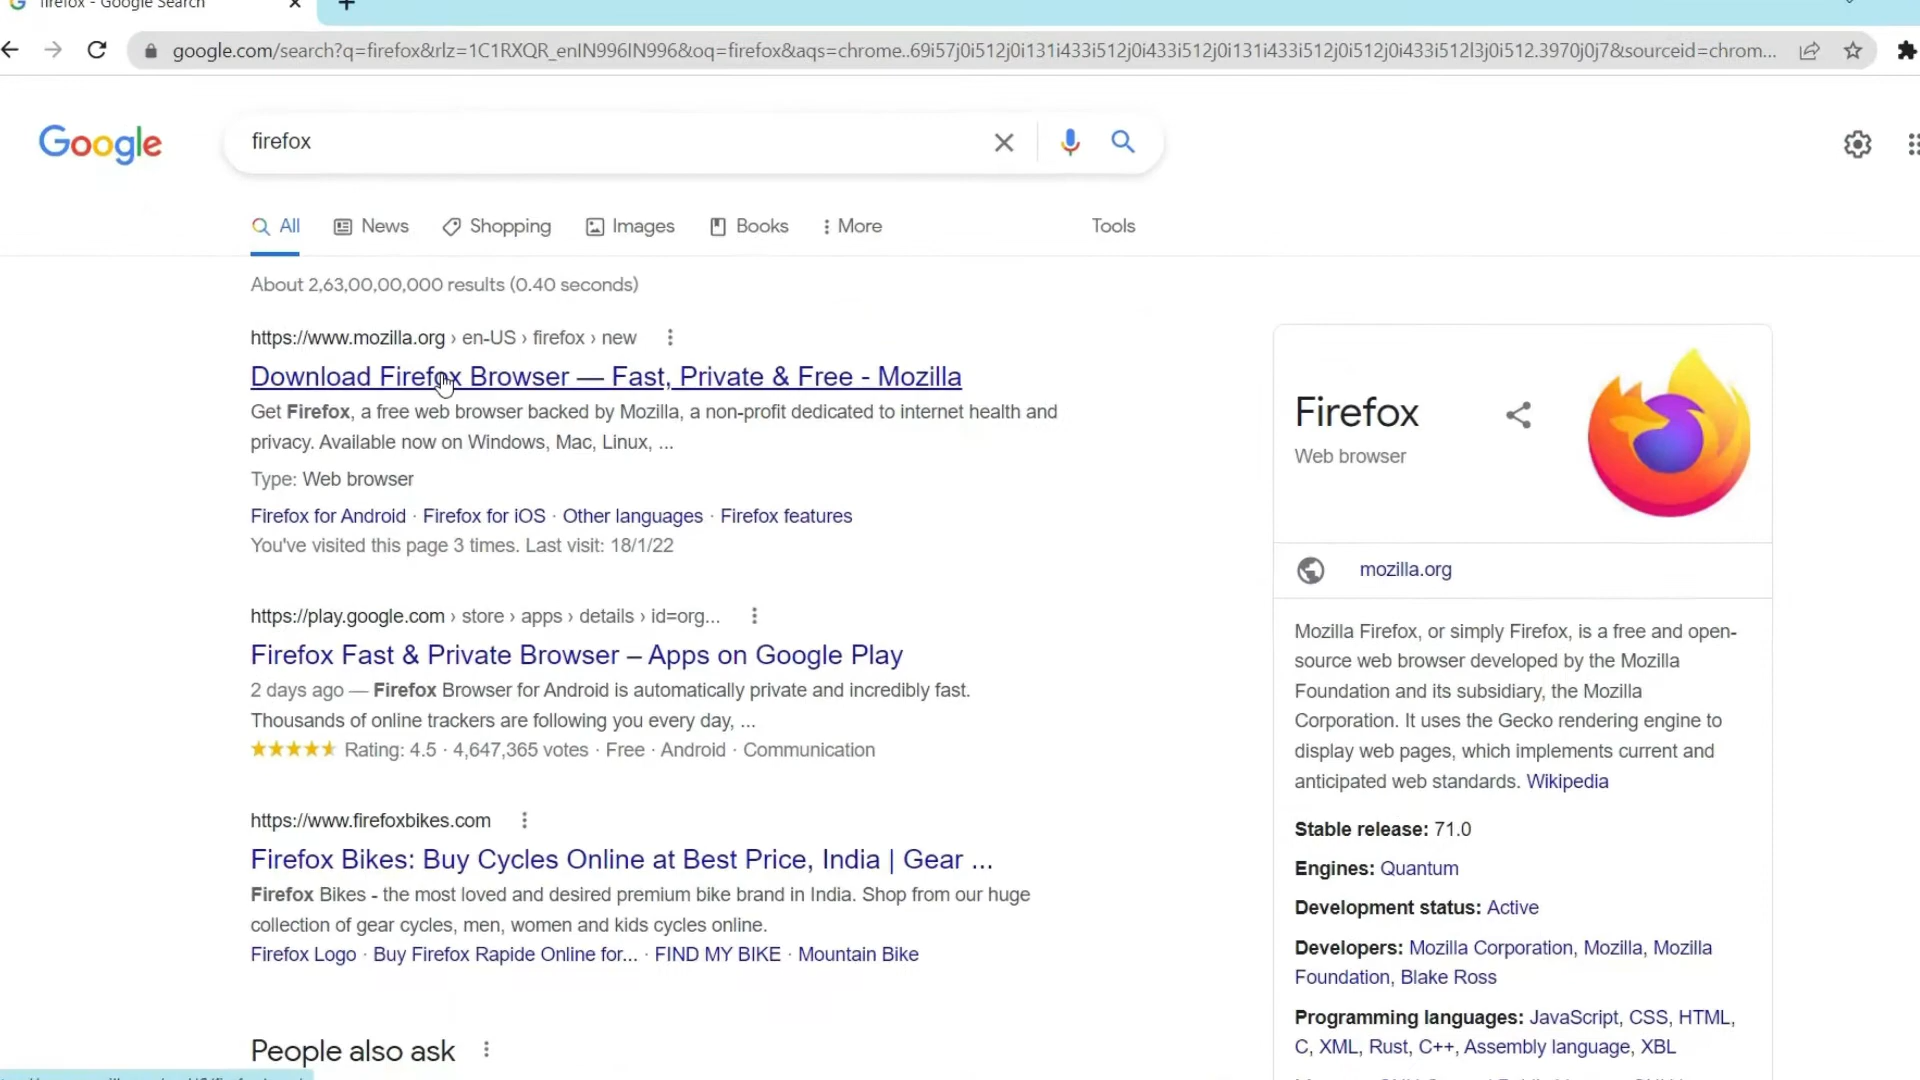 firefox - Google Search
google.com/search?q=firefox&rlz=1C1RXQR_enIN996IN996&oq=firefox&aqs=chrome..69i57j0i512j0i131i433i512j0i433i512j0i131i433i512j0i512j0i433i512l3j0i512.3970j0j7&sourceid=chrom...
Google
firefox
All News Shopping Images Books More Tools
About 2,63,00,00,000 results (0.40 seconds)
https://www.mozilla.org › en-US › firefox › new
Download Firefox Browser — Fast, Private & Free - Mozilla
Get Firefox, a free web browser backed by Mozilla, a non-profit dedicated to internet health and
privacy. Available now on Windows, Mac, Linux, ...
Type: Web browser
Firefox for Android · Firefox for iOS · Other languages · Firefox features
You've visited this page 3 times. Last visit: 18/1/22
https://play.google.com › store › apps › details › id=org...
Firefox Fast & Private Browser – Apps on Google Play
2 days ago — Firefox Browser for Android is automatically private and incredibly fast.
Thousands of online trackers are following you every day, ...
Rating: 4.5 · 4,647,365 votes · Free · Android · Communication
https://www.firefoxbikes.com
Firefox Bikes: Buy Cycles Online at Best Price, India | Gear ...
Firefox Bikes - the most loved and desired premium bike brand in India. Shop from our huge
collection of gear cycles, men, women and kids cycles online.
Firefox Logo · Buy Firefox Rapide Online for... · FIND MY BIKE · Mountain Bike
People also ask
Firefox
Web browser
mozilla.org
Mozilla Firefox, or simply Firefox, is a free and open-
source web browser developed by the Mozilla
Foundation and its subsidiary, the Mozilla
Corporation. It uses the Gecko rendering engine to
display web pages, which implements current and
anticipated web standards. Wikipedia
Stable release: 71.0
Engines: Quantum
Development status: Active
Developers: Mozilla Corporation, Mozilla, Mozilla
Foundation, Blake Ross
Programming languages: JavaScript, CSS, HTML,
C, XML, Rust, C++, Assembly language, XBL